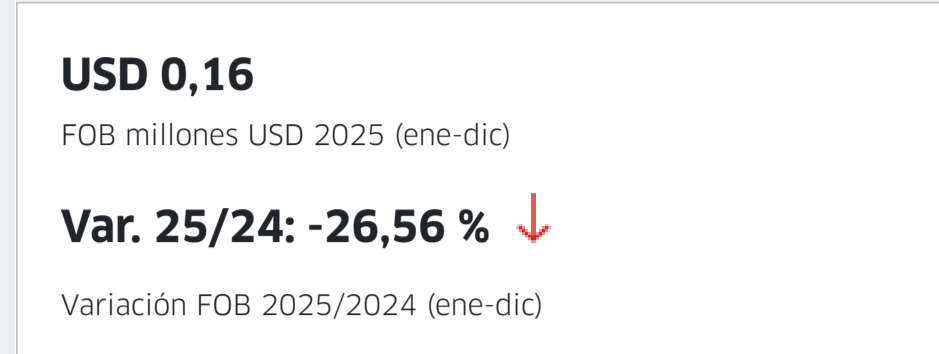 USD 0,16
FOB millones USD 2025 (ene-dic)
Var. 25/24: -26,56 %
Variación FOB 2025/2024 (ene-dic)